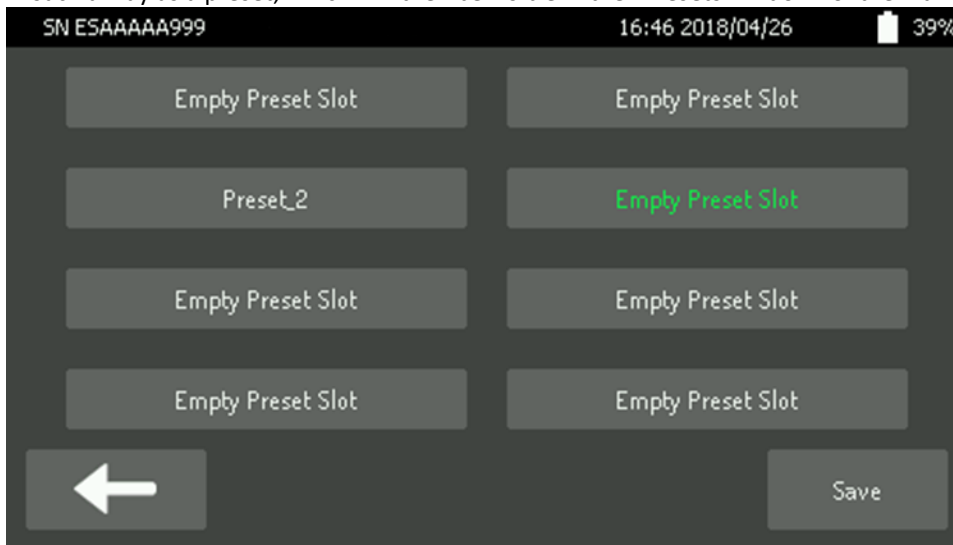 SN ESAAAAA999 16:46 2018/04/26 39%
Empty Preset Slot Empty Preset Slot
Preset_2 Empty Preset Slot
Empty Preset Slot Empty Preset Slot
Empty Preset Slot Empty Preset Slot
Save